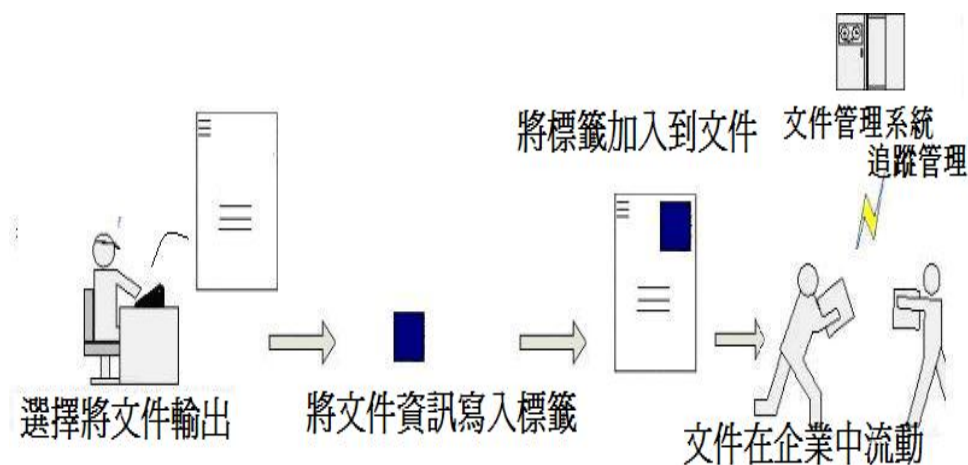 將標籤加入到文件
文件管理系統
追蹤管理
選擇將文件輸出
將文件資訊寫入標籤
文件在企業中流動